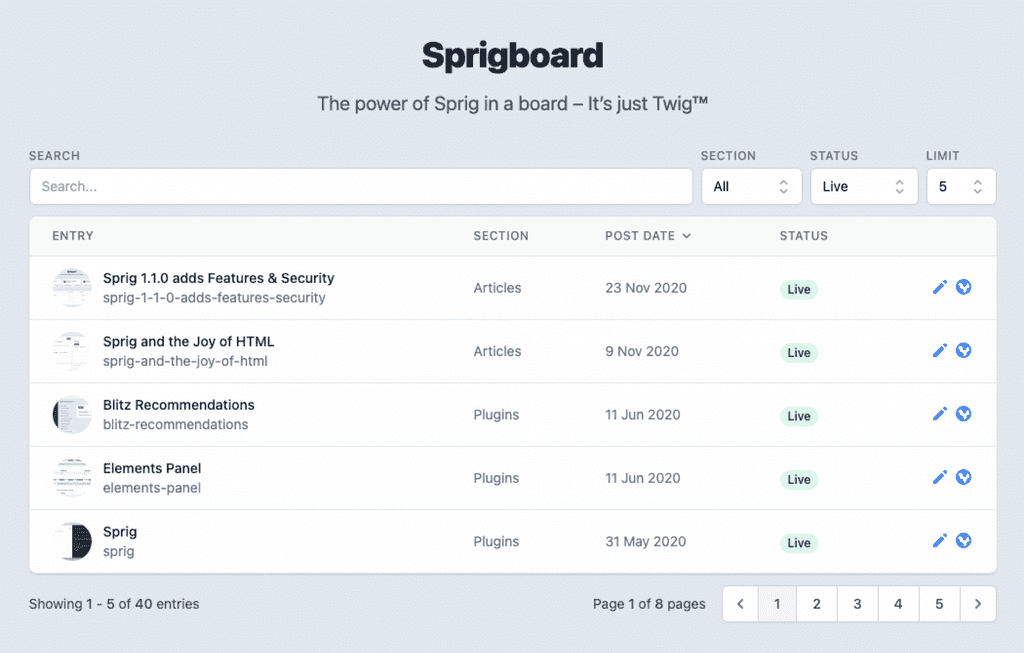 Sprigboard
The power of Sprig in a board – It's just Twig™
SEARCH SECTION STATUS LIMIT
Search... All Live 5
ENTRY SECTION POST DATE STATUS
Sprig 1.1.0 adds Features & Security
sprig-1-1-0-adds-features-security
Articles 23 Nov 2020 Live
Sprig and the Joy of HTML
sprig-and-the-joy-of-html
Articles 9 Nov 2020 Live
Blitz Recommendations
blitz-recommendations
Plugins 11 Jun 2020 Live
Elements Panel
elements-panel
Plugins 11 Jun 2020 Live
Sprig
sprig
Plugins 31 May 2020 Live
Showing 1 - 5 of 40 entries Page 1 of 8 pages 1 2 3 4 5